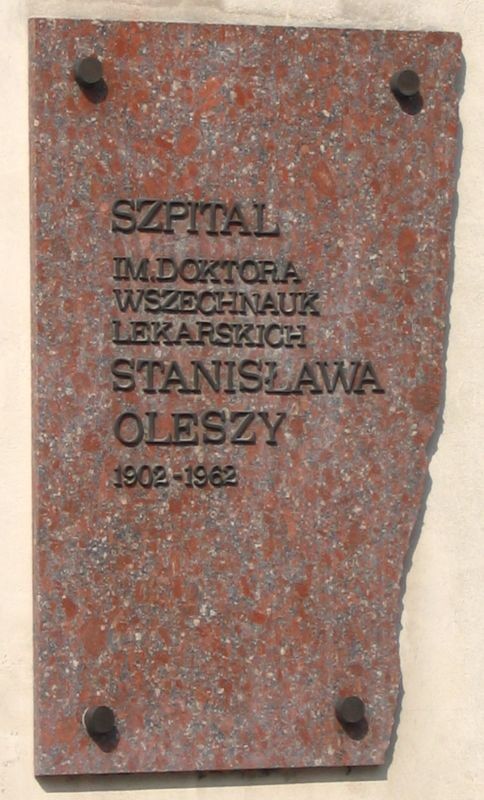 SZPITAL
IM. DOKTORA
WSZECHNAUK
LEKARSKICH
STANISŁAWA
OLESZY
1902-1962